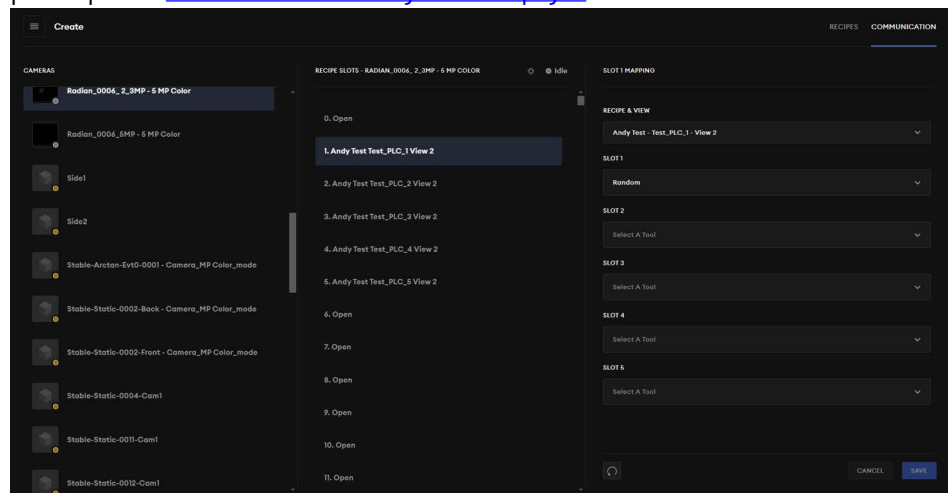 Create
RECIPES COMMUNICATION
CAMERAS
Radian_0006_ 2_3MP - 5 MP Color
Radian_0006_5MP - 5 MP Color
Side1
Side2
Stable-Arctan-Evt0-0001 - Camera_MP Color_mode
Stable-Static-0002-Back - Camera_MP Color_mode
Stable-Static-0002-Front - Camera_MP Color_mode
Stable-Static-0004-Cam1
Stable-Static-0011-Cam1
Stable-Static-0012-Cam1
RECIPE SLOTS - RADIAN_0006_ 2_3MP - 5 MP COLOR
Idle
0. Open
1. Andy Test Test_PLC_1 View 2
2. Andy Test Test_PLC_2 View 2
3. Andy Test Test_PLC_3 View 2
4. Andy Test Test_PLC_4 View 2
5. Andy Test Test_PLC_5 View 2
6. Open
7. Open
8. Open
9. Open
10. Open
11. Open
SLOT 1 MAPPING
RECIPE & VIEW
Andy Test - Test_PLC_1 - View 2
SLOT 1
Random
SLOT 2
Select A Tool
SLOT 3
Select A Tool
SLOT 4
Select A Tool
SLOT 5
Select A Tool
CANCEL SAVE